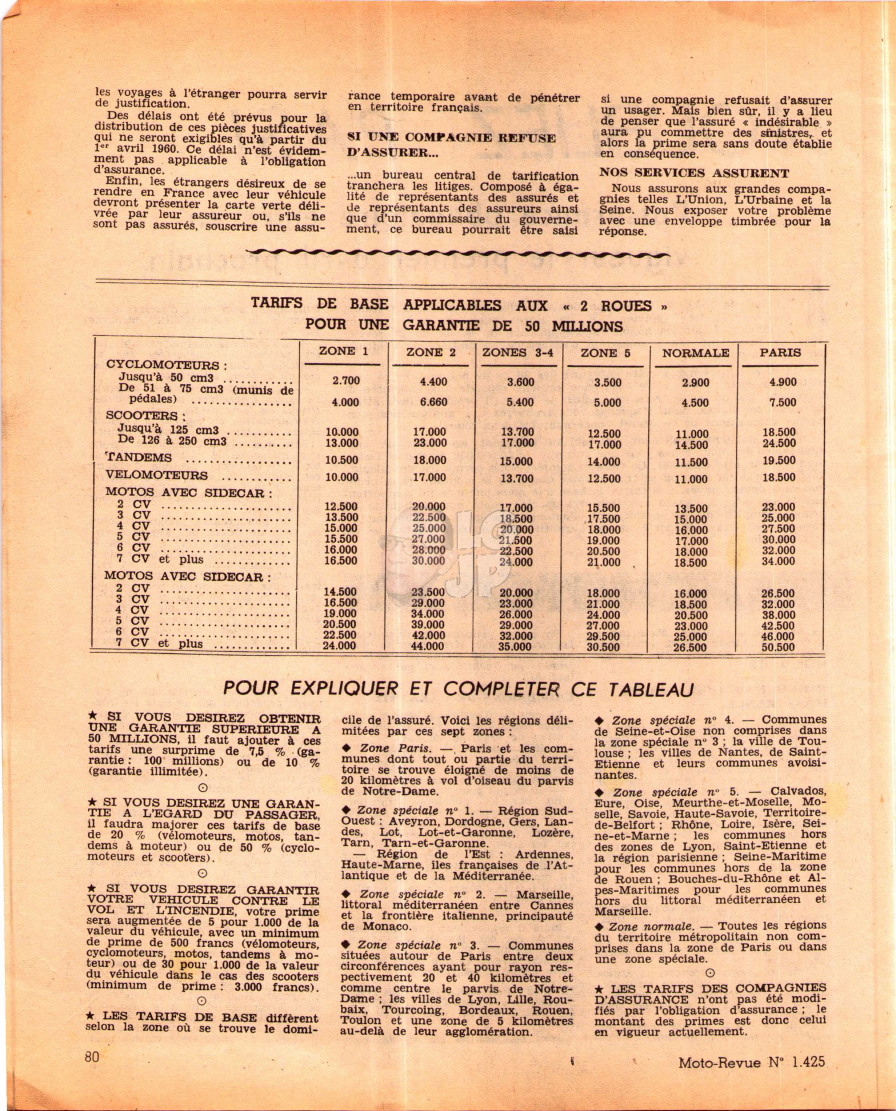 les voyages à l'étranger pourra servir
de justification.
Des délais ont été prévus pour la
distribution de ces pièces justificatives
qui ne seront exigibles qu'à partir du
1er avril 1960. Ce délai n'est évidem-
ment pas applicable à l'obligation
d'assurance.
Enfin, les étrangers désireux de se
rendre en France avec leur véhicule
devront présenter la carte verte déli-
vrée par leur assureur ou, s'ils ne
sont pas assurés, souscrire une assu-
rance temporaire avant de pénétrer
en territoire français.
SI UNE COMPAGNIE REFUSE
D'ASSURER...
...un bureau central de tarification
tranchera les litiges. Composé à éga-
lité de représentants des assurés et
de représentants des assureurs ainsi
que d'un commissaire du gouverne-
ment, ce bureau pourrait être saisi
si une compagnie refusait d'assurer
un usager. Mais bien sûr, il y a lieu
de penser que l'assuré « indésirable »
aura pu commettre des sinistres, et
alors la prime sera sans doute établie
en conséquence.
NOS SERVICES ASSURENT
Nous assurons aux grandes compa-
gnies telles L'Union, L'Urbaine et la
Seine. Nous exposer votre problème
avec une enveloppe timbrée pour la
réponse.
TARIFS DE BASE APPLICABLES AUX « 2 ROUES »
POUR UNE GARANTIE DE 50 MILLIONS
ZONE 1 ZONE 2 ZONES 3-4 ZONE 5 NORMALE PARIS
CYCLOMOTEURS :
Jusqu'à 50 cm3 ............ 2.700 4.400 3.600 3.500 2.900 4.900
De 51 à 75 cm3 (munis de
pédales) ................. 4.000 6.660 5.400 5.000 4.500 7.500
SCOOTERS :
Jusqu'à 125 cm3 ........... 10.000 17.000 13.700 12.500 11.000 18.500
De 126 à 250 cm3 .......... 13.000 23.000 17.000 17.000 14.500 24.500
TANDEMS .................. 10.500 18.000 15.000 14.000 11.500 19.500
VELOMOTEURS ............ 10.000 17.000 13.700 12.500 11.000 18.500
MOTOS AVEC SIDECAR :
2 CV ...................... 12.500 20.000 17.000 15.500 13.500 23.000
3 CV ...................... 13.500 22.500 18.500 17.500 15.000 25.000
4 CV ...................... 15.000 25.000 20.000 18.000 16.000 27.500
5 CV ...................... 15.500 27.000 21.500 19.000 17.000 30.000
6 CV ...................... 16.000 28.000 22.500 20.500 18.000 32.000
7 CV et plus ............. 16.500 30.000 24.000 21.000 18.500 34.000
MOTOS AVEC SIDECAR :
2 CV ...................... 14.500 23.500 20.000 18.000 16.000 26.500
3 CV ...................... 16.500 29.000 23.000 21.000 18.500 32.000
4 CV ...................... 19.000 34.000 26.000 24.000 20.500 38.000
5 CV ...................... 20.500 39.000 29.000 27.000 23.000 42.500
6 CV ...................... 22.500 42.000 32.000 29.500 25.000 46.000
7 CV et plus ............. 24.000 44.000 35.000 30.500 26.500 50.500
LC
JP
POUR EXPLIQUER ET COMPLETER CE TABLEAU
★ SI VOUS DESIREZ OBTENIR
UNE GARANTIE SUPERIEURE A
50 MILLIONS, il faut ajouter à ces
tarifs une surprime de 7,5 % (ga-
rantie : 100 millions) ou de 10 %
(garantie illimitée).
★ SI VOUS DESIREZ UNE GARAN-
TIE A L'EGARD DU PASSAGER,
il faudra majorer ces tarifs de base
de 20 % (vélomoteurs, motos, tan-
dems à moteur) ou de 50 % (cyclo-
moteurs et scooters).
★ SI VOUS DESIREZ GARANTIR
VOTRE VEHICULE CONTRE LE
VOL ET L'INCENDIE, votre prime
sera augmentée de 5 pour 1.000 de la
valeur du véhicule, avec un minimum
de prime de 500 francs (vélomoteurs,
cyclomoteurs, motos, tandems à mo-
teur) ou de 30 pour 1.000 de la valeur
du véhicule dans le cas des scooters
(minimum de prime : 3.000 francs).
★ LES TARIFS DE BASE diffèrent
selon la zone où se trouve le domi-
cile de l'assuré. Voici les régions déli-
mitées par ces sept zones :
◆ Zone Paris. — Paris et les com-
munes dont tout ou partie du terri-
toire se trouve éloigné de moins de
20 kilomètres à vol d'oiseau du parvis
de Notre-Dame.
◆ Zone spéciale n° 1. — Région Sud-
Ouest : Aveyron, Dordogne, Gers, Lan-
des, Lot, Lot-et-Garonne, Lozère,
Tarn, Tarn-et-Garonne.
— Région de l'Est : Ardennes,
Haute-Marne, îles françaises de l'At-
lantique et de la Méditerranée.
◆ Zone spéciale n° 2. — Marseille,
littoral méditerranéen entre Cannes
et la frontière italienne, principauté
de Monaco.
◆ Zone spéciale n° 3. — Communes
situées autour de Paris entre deux
circonférences ayant pour rayon res-
pectivement 20 et 40 kilomètres et
comme centre le parvis de Notre-
Dame ; les villes de Lyon, Lille, Rou-
baix, Tourcoing, Bordeaux, Rouen,
Toulon et une zone de 5 kilomètres
au-delà de leur agglomération.
◆ Zone spéciale n° 4. — Communes
de Seine-et-Oise non comprises dans
la zone spéciale n° 3 ; la ville de Tou-
louse ; les villes de Nantes, de Saint-
Etienne et leurs communes avoisi-
nantes.
◆ Zone spéciale n° 5. — Calvados,
Eure, Oise, Meurthe-et-Moselle, Mo-
selle, Savoie, Haute-Savoie, Territoire-
de-Belfort ; Rhône, Loire, Isère, Sei-
ne-et-Marne ; les communes hors
des zones de Lyon, Saint-Etienne et
la région parisienne ; Seine-Maritime
pour les communes hors de la zone
de Rouen ; Bouches-du-Rhône et Al-
pes-Maritimes pour les communes
hors du littoral méditerranéen et
Marseille.
◆ Zone normale. — Toutes les régions
du territoire métropolitain non com-
prises dans la zone de Paris ou dans
une zone spéciale.
★ LES TARIFS DES COMPAGNIES
D'ASSURANCE n'ont pas été modi-
fiés par l'obligation d'assurance ; le
montant des primes est donc celui
en vigueur actuellement.
80
Moto-Revue N° 1.425